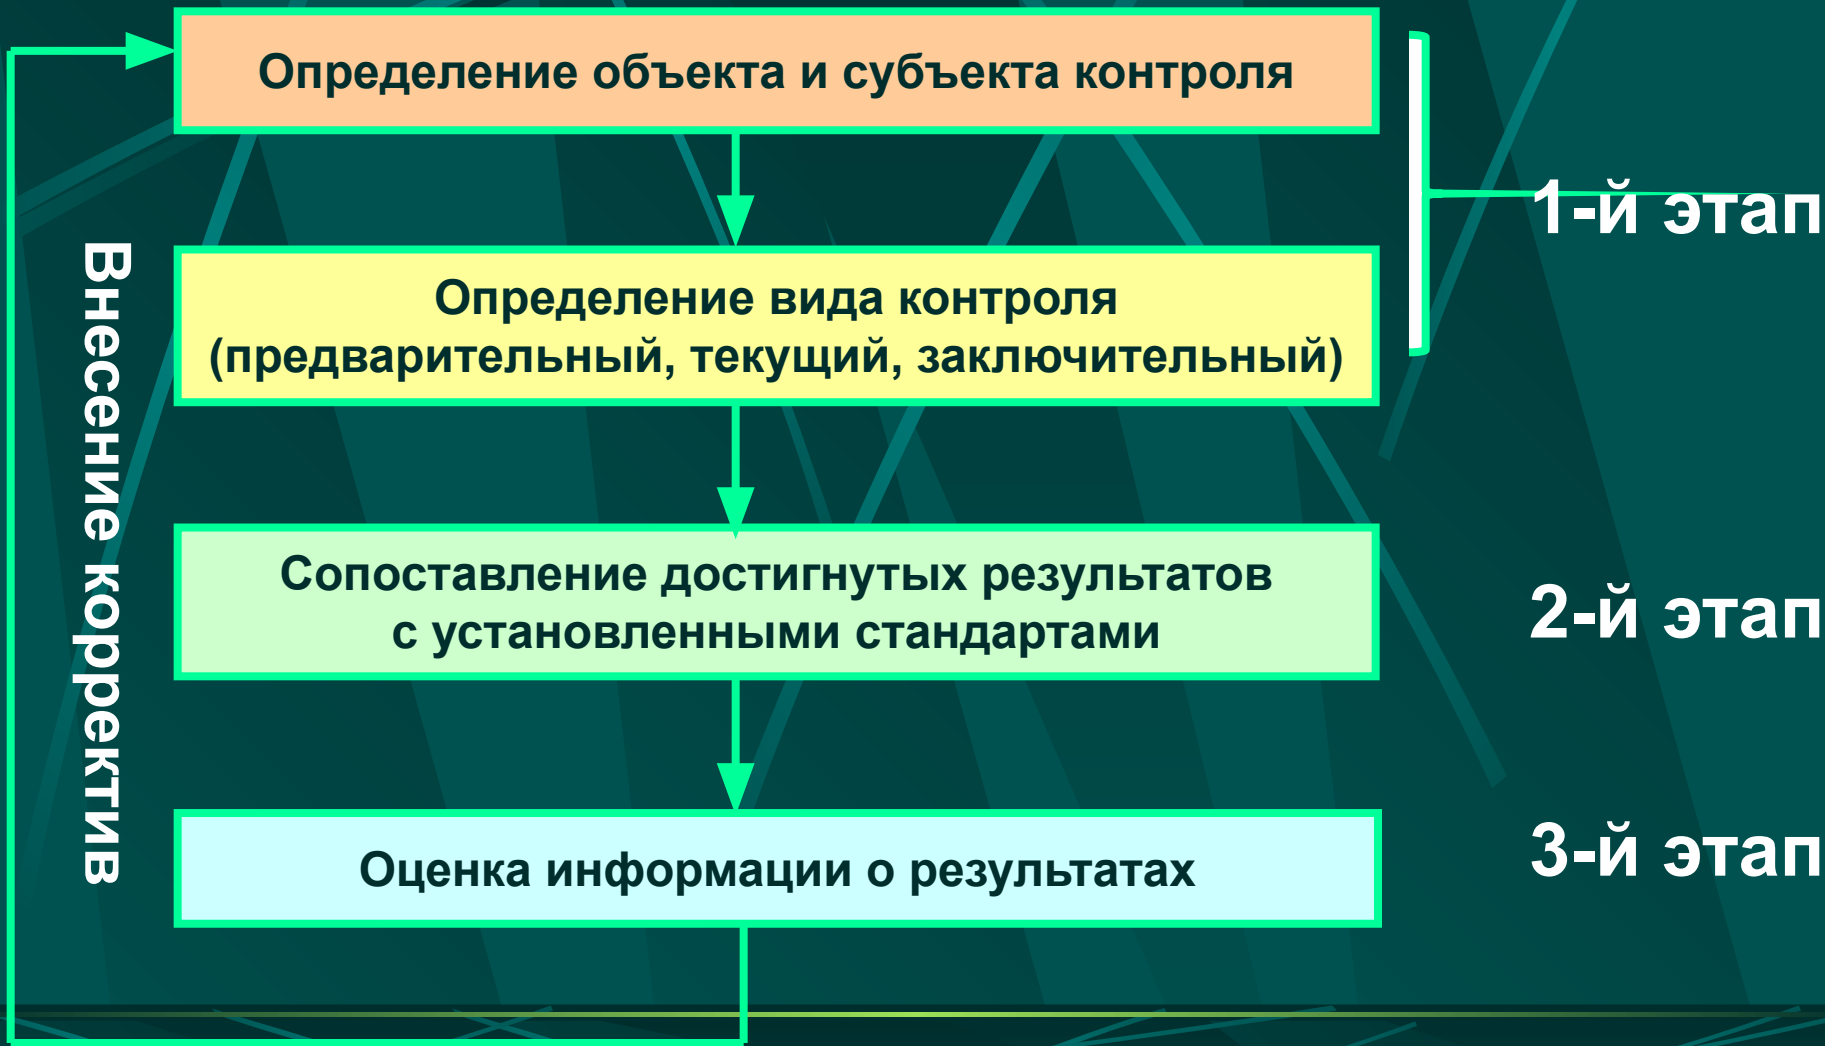 Определение объекта и субъекта контроля
1-й этап
Определение вида контроля
(предварительный, текущий, заключительный)
Сопоставление достигнутых результатов
с установленными стандартами
2-й этап
Оценка информации о результатах
3-й этап
Внесение корректив